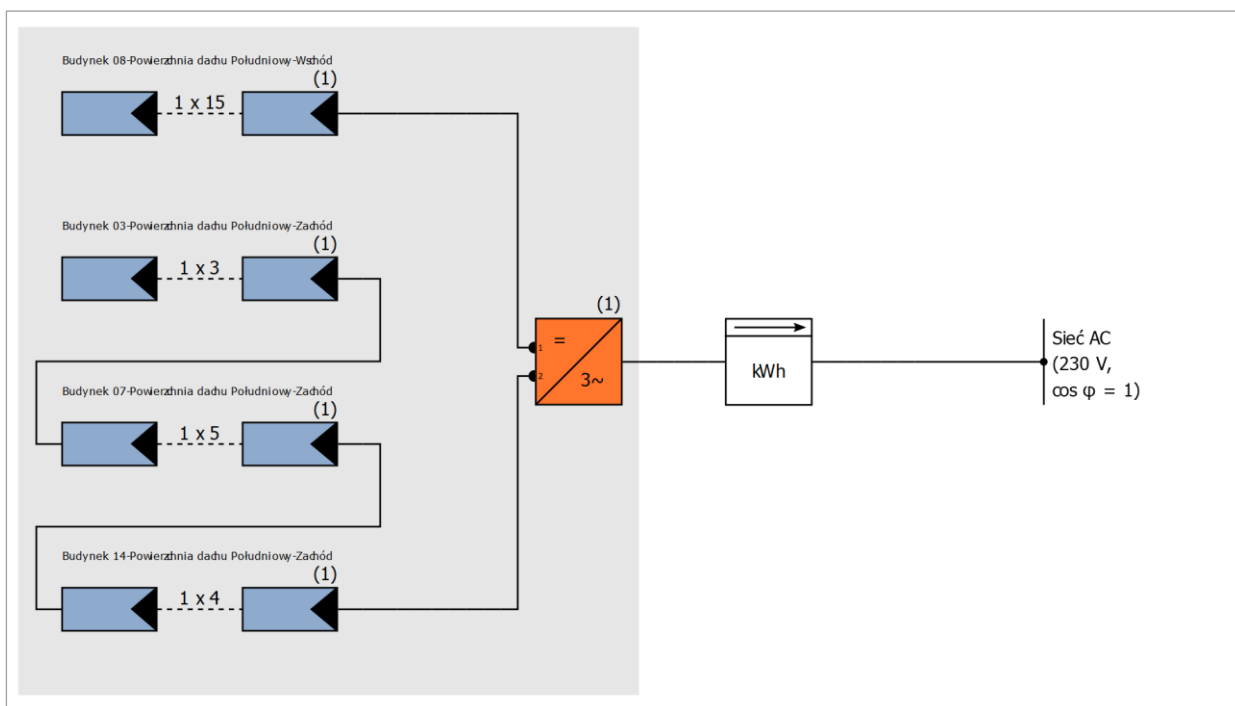 Budynek 08-Powierzchnia dachu Południowy-Wschód
(1)
1 x 15
Budynek 03-Powierzchnia dachu Południowy-Zachód
(1)
1 x 3
(1)
1
=
2
3~
kWh
Sieć AC
(230 V,
cos φ = 1)
Budynek 07-Powierzchnia dachu Południowy-Zachód
(1)
1 x 5
Budynek 14-Powierzchnia dachu Południowy-Zachód
(1)
1 x 4